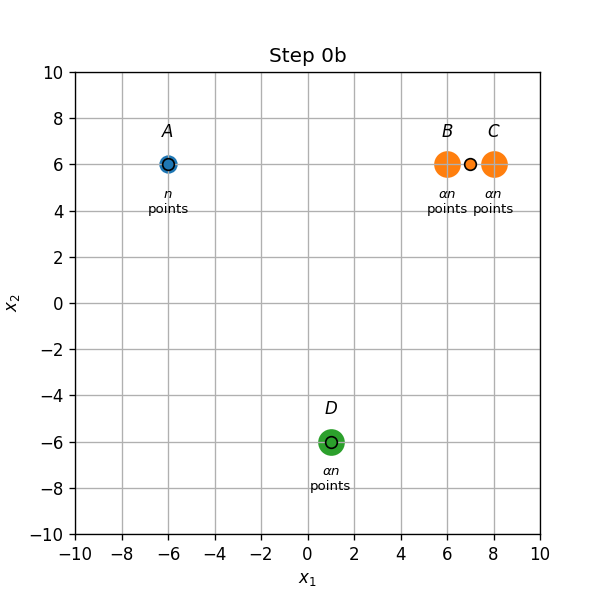 Step 0b
10
8
6
4
2
0
−2
−4
−6
−8
−10
x₂
A
n
points
B
αn
points
C
αn
points
D
αn
points
−10 −8 −6 −4 −2 0 2 4 6 8 10
x₁